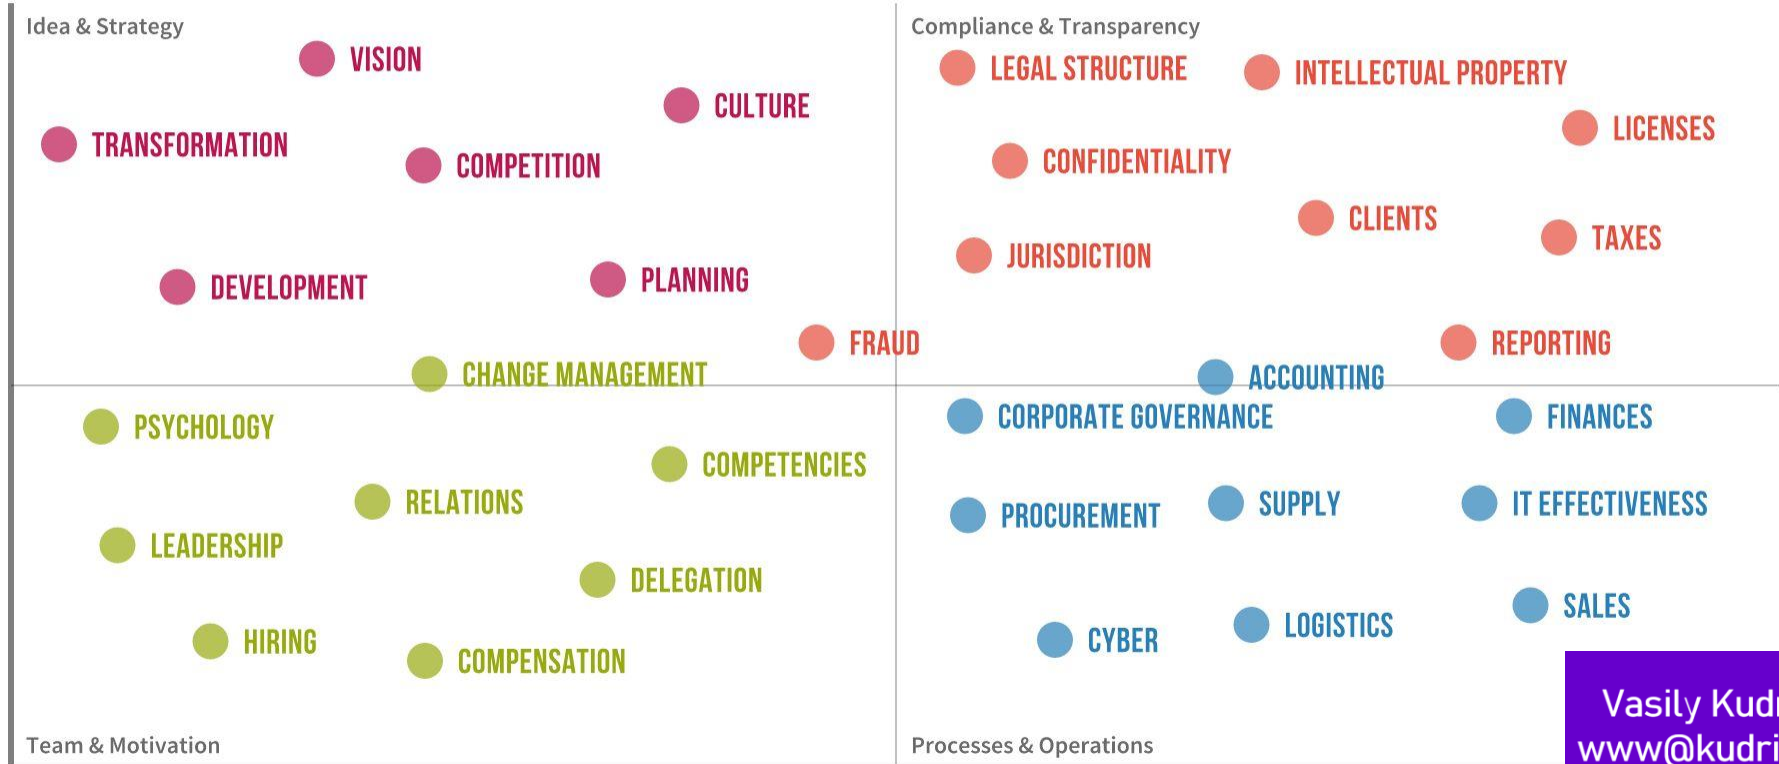 Idea & Strategy
VISION
CULTURE
TRANSFORMATION
COMPETITION
DEVELOPMENT
PLANNING
FRAUD
CHANGE MANAGEMENT
Compliance & Transparency
LEGAL STRUCTURE
INTELLECTUAL PROPERTY
LICENSES
CONFIDENTIALITY
CLIENTS
TAXES
JURISDICTION
REPORTING
ACCOUNTING
PSYCHOLOGY
COMPETENCIES
RELATIONS
LEADERSHIP
DELEGATION
HIRING
COMPENSATION
Team & Motivation
CORPORATE GOVERNANCE
FINANCES
PROCUREMENT
SUPPLY
IT EFFECTIVENESS
SALES
LOGISTICS
CYBER
Processes & Operations
Vasily